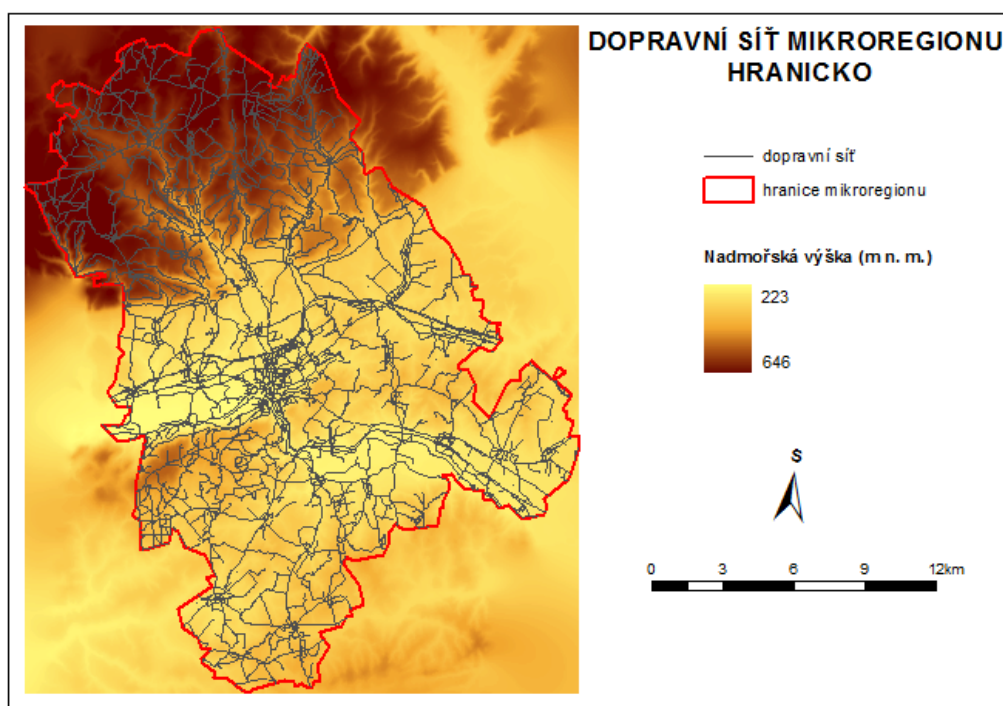 DOPRAVNÍ SÍŤ MIKROREGIONU
HRANICKO
dopravní síť
hranice mikroregionu
Nadmořská výška (m n. m.)
223
646
S
0 3 6 9 12km